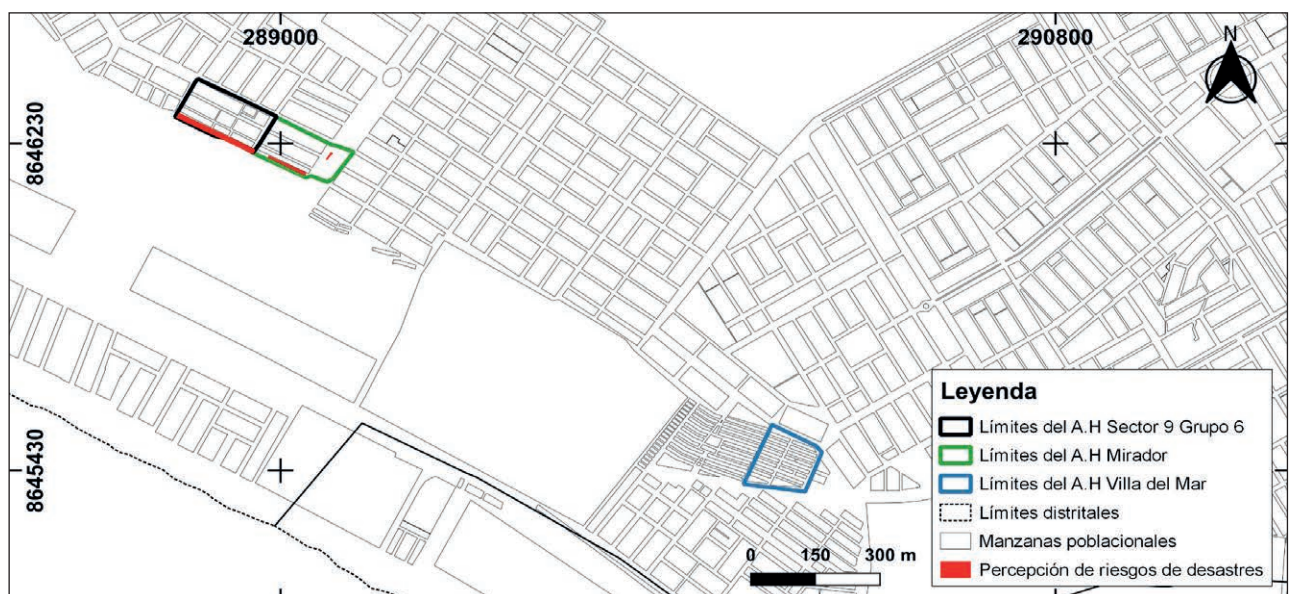 289000
290800
N
8646230
8645430
Leyenda
Límites del A.H Sector 9 Grupo 6
Límites del A.H Mirador
Límites del A.H Villa del Mar
Límites distritales
Manzanas poblacionales
Percepción de riesgos de desastres
0 150 300 m